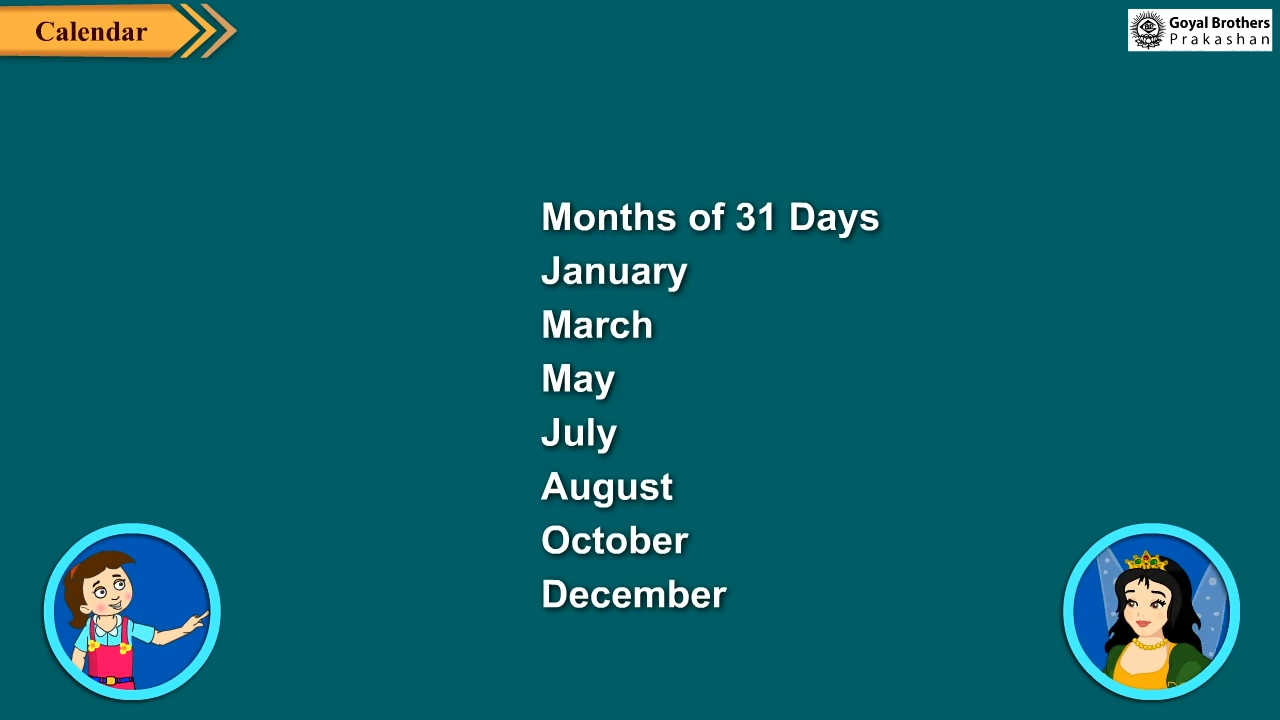 Calendar
Goyal Brothers
Prakashan
Months of 31 Days
January
March
May
July
August
October
December